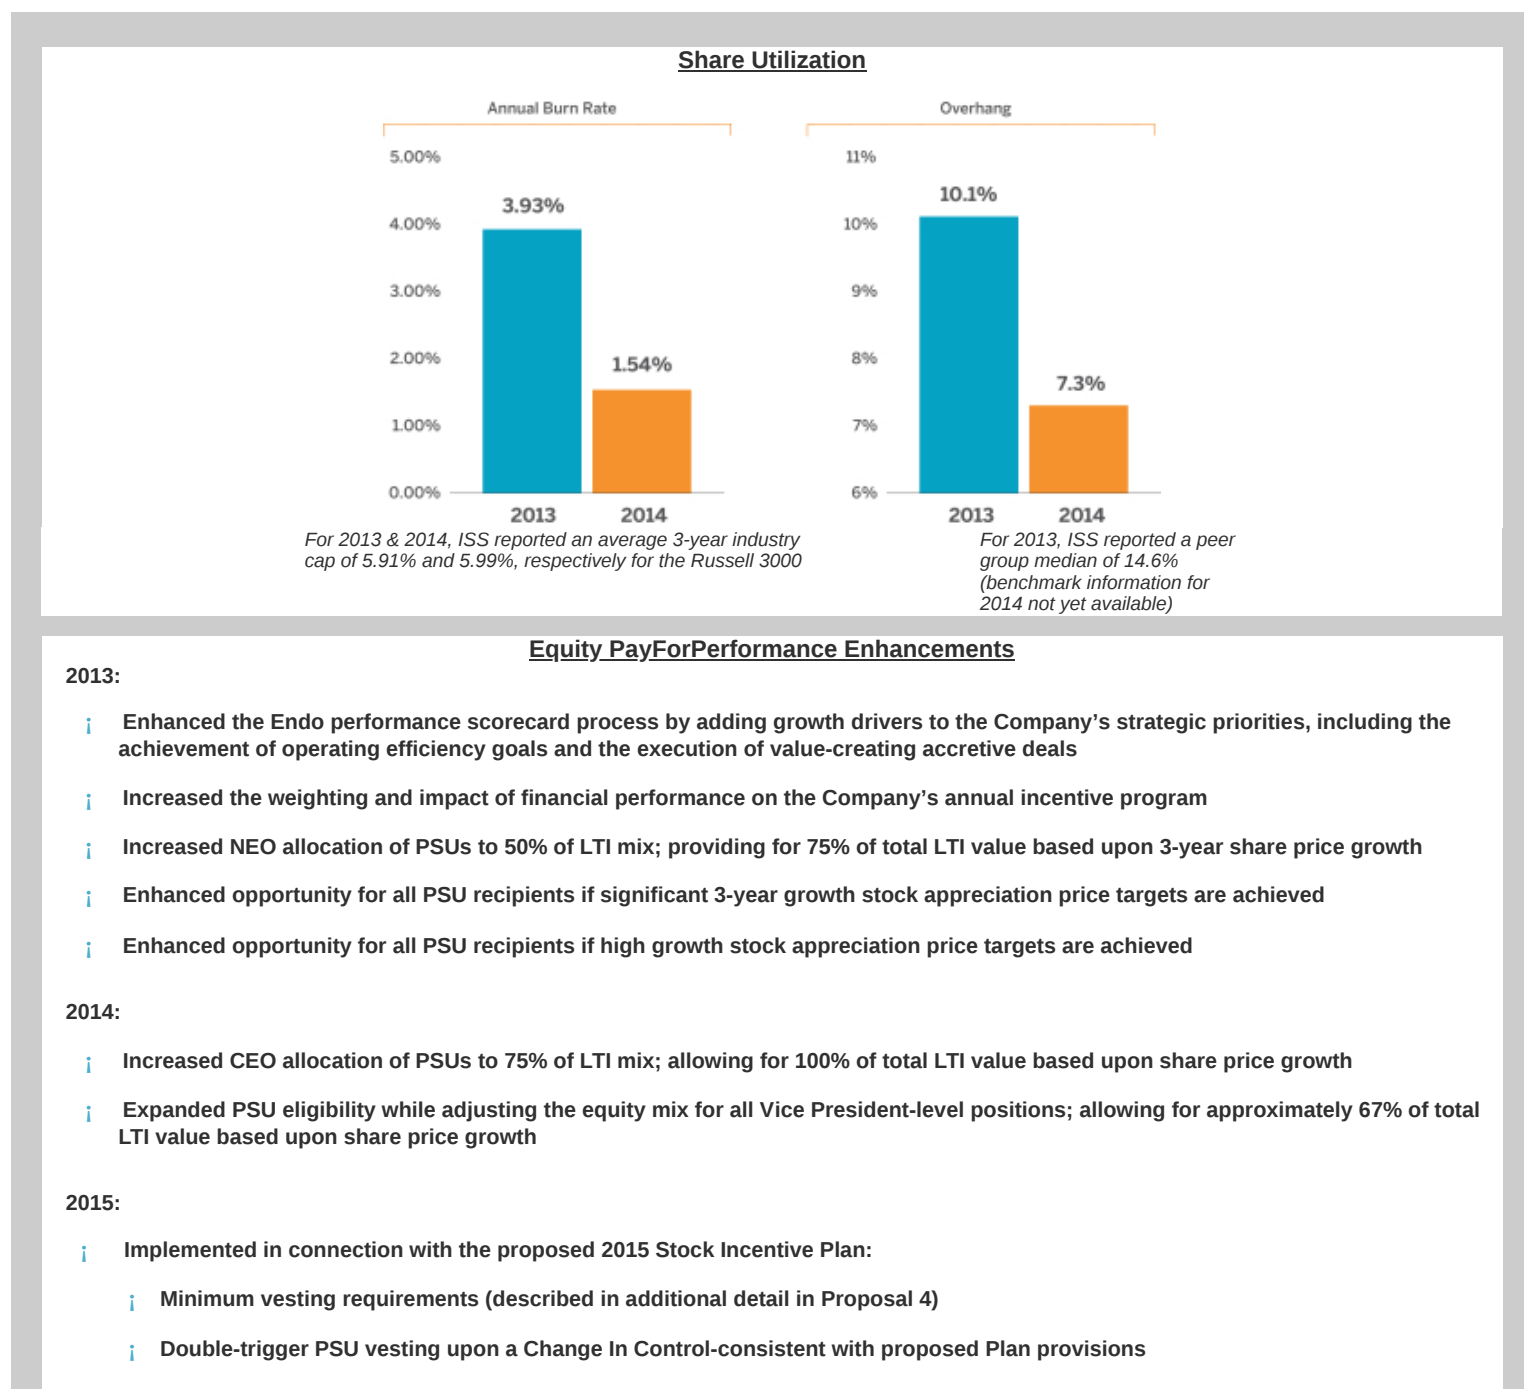 Share Utilization
Annual Burn Rate
5.00%
4.00%
3.00%
2.00%
1.00%
0.00%
3.93%
1.54%
2013 2014
Overhang
11%
10%
9%
8%
7%
6%
10.1%
7.3%
2013 2014
For 2013 & 2014, ISS reported an average 3-year industry
cap of 5.91% and 5.99%, respectively for the Russell 3000
For 2013, ISS reported a peer
group median of 14.6%
(benchmark information for
2014 not yet available)
Equity PayForPerformance Enhancements
2013:
¡ Enhanced the Endo performance scorecard process by adding growth drivers to the Company’s strategic priorities, including the
achievement of operating efficiency goals and the execution of value-creating accretive deals
¡ Increased the weighting and impact of financial performance on the Company’s annual incentive program
¡ Increased NEO allocation of PSUs to 50% of LTI mix; providing for 75% of total LTI value based upon 3-year share price growth
¡ Enhanced opportunity for all PSU recipients if significant 3-year growth stock appreciation price targets are achieved
¡ Enhanced opportunity for all PSU recipients if high growth stock appreciation price targets are achieved
2014:
¡ Increased CEO allocation of PSUs to 75% of LTI mix; allowing for 100% of total LTI value based upon share price growth
¡ Expanded PSU eligibility while adjusting the equity mix for all Vice President-level positions; allowing for approximately 67% of total
LTI value based upon share price growth
2015:
¡ Implemented in connection with the proposed 2015 Stock Incentive Plan:
¡ Minimum vesting requirements (described in additional detail in Proposal 4)
¡ Double-trigger PSU vesting upon a Change In Control-consistent with proposed Plan provisions